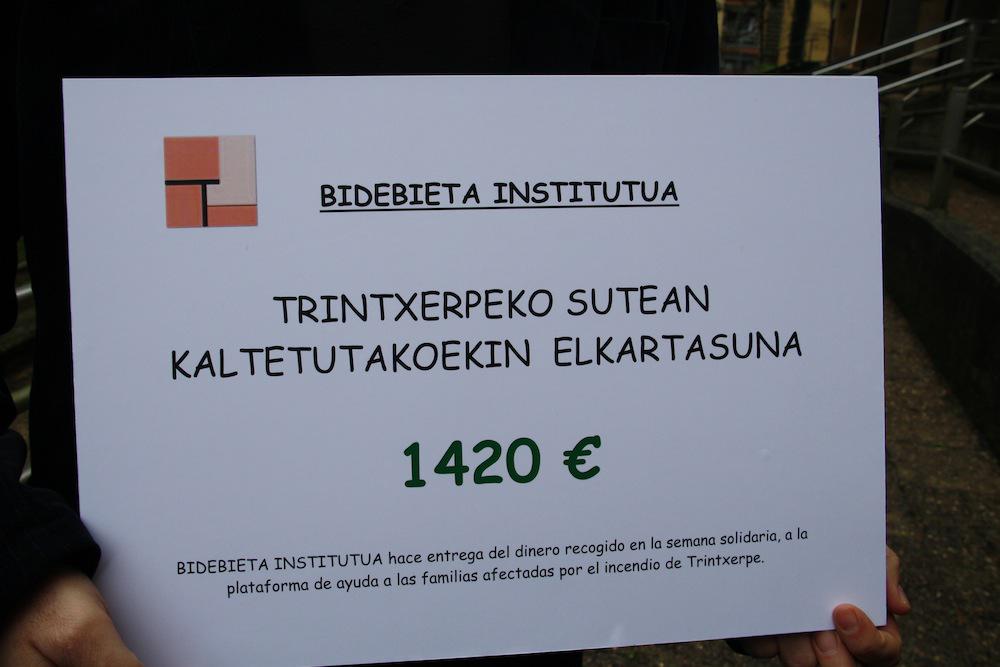 BIDEBIETA INSTITUTUA
TRINTXERPEKO SUTEAN
KALTETUTAKOEKIN ELKARTASUNA
1420 €
BIDEBIETA INSTITUTUA hace entrega del dinero recogido en la semana solidaria, a la
plataforma de ayuda a las familias afectadas por el incendio de Trintxerpe.